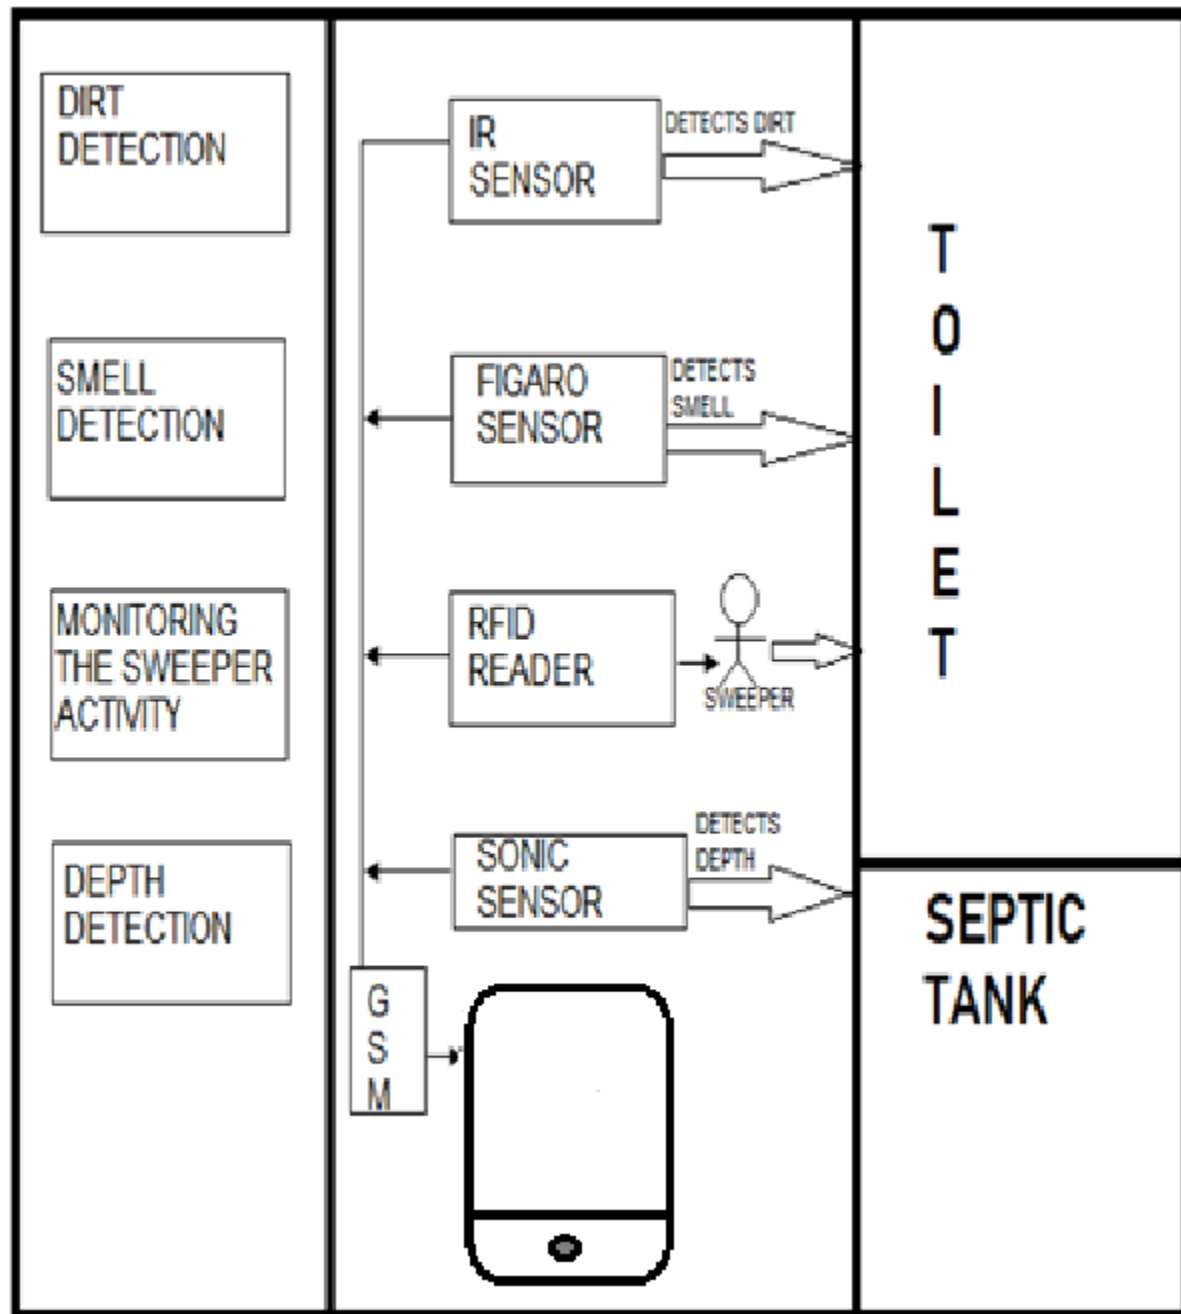 DIRT
DETECTION
SMELL
DETECTION
MONITORING
THE SWEEPER
ACTIVITY
DEPTH
DETECTION
IR
SENSOR
DETECTS DIRT
FIGARO
SENSOR
DETECTS
SMELL
RFID
READER
SWEEPER
SONIC
SENSOR
DETECTS
DEPTH
G
S
M
T
O
I
L
E
T
SEPTIC
TANK